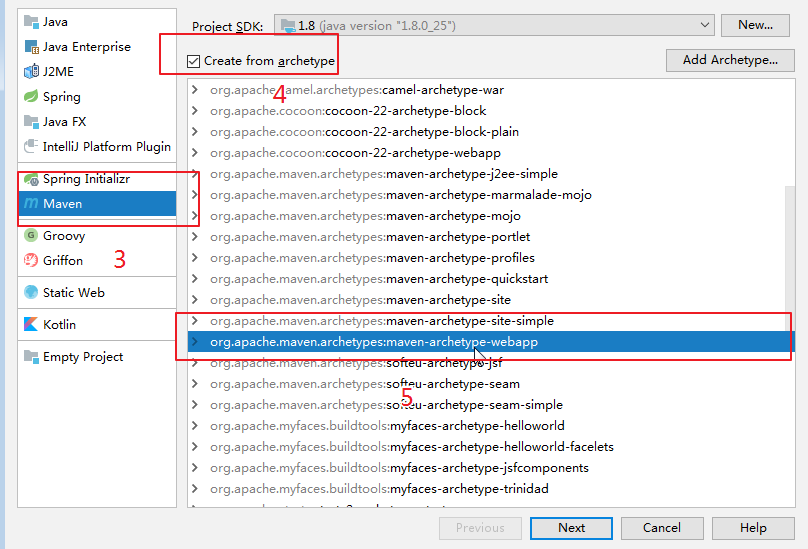 Java
Java Enterprise
J2ME
Spring
Java FX
IntelliJ Platform Plugin
Spring Initializr
Maven
Groovy
Griffon
3
Static Web
Kotlin
Empty Project
Project SDK: 1.8 (java version "1.8.0_25") New...
Create from archetype Add Archetype...
4
org.apache.camel.archetypes:camel-archetype-war
org.apache.cocoon:cocoon-22-archetype-block
org.apache.cocoon:cocoon-22-archetype-block-plain
org.apache.cocoon:cocoon-22-archetype-webapp
org.apache.maven.archetypes:maven-archetype-j2ee-simple
org.apache.maven.archetypes:maven-archetype-marmalade-mojo
org.apache.maven.archetypes:maven-archetype-mojo
org.apache.maven.archetypes:maven-archetype-portlet
org.apache.maven.archetypes:maven-archetype-profiles
org.apache.maven.archetypes:maven-archetype-quickstart
org.apache.maven.archetypes:maven-archetype-site
org.apache.maven.archetypes:maven-archetype-site-simple
org.apache.maven.archetypes:maven-archetype-webapp
org.apache.maven.archetypes:softeu-archetype-jsf
org.apache.maven.archetypes:softeu-archetype-seam
org.apache.maven.archetypes:softeu-archetype-seam-simple
5
org.apache.myfaces.buildtools:myfaces-archetype-helloworld
org.apache.myfaces.buildtools:myfaces-archetype-helloworld-facelets
org.apache.myfaces.buildtools:myfaces-archetype-jsfcomponents
org.apache.myfaces.buildtools:myfaces-archetype-trinidad
Previous Next Cancel Help